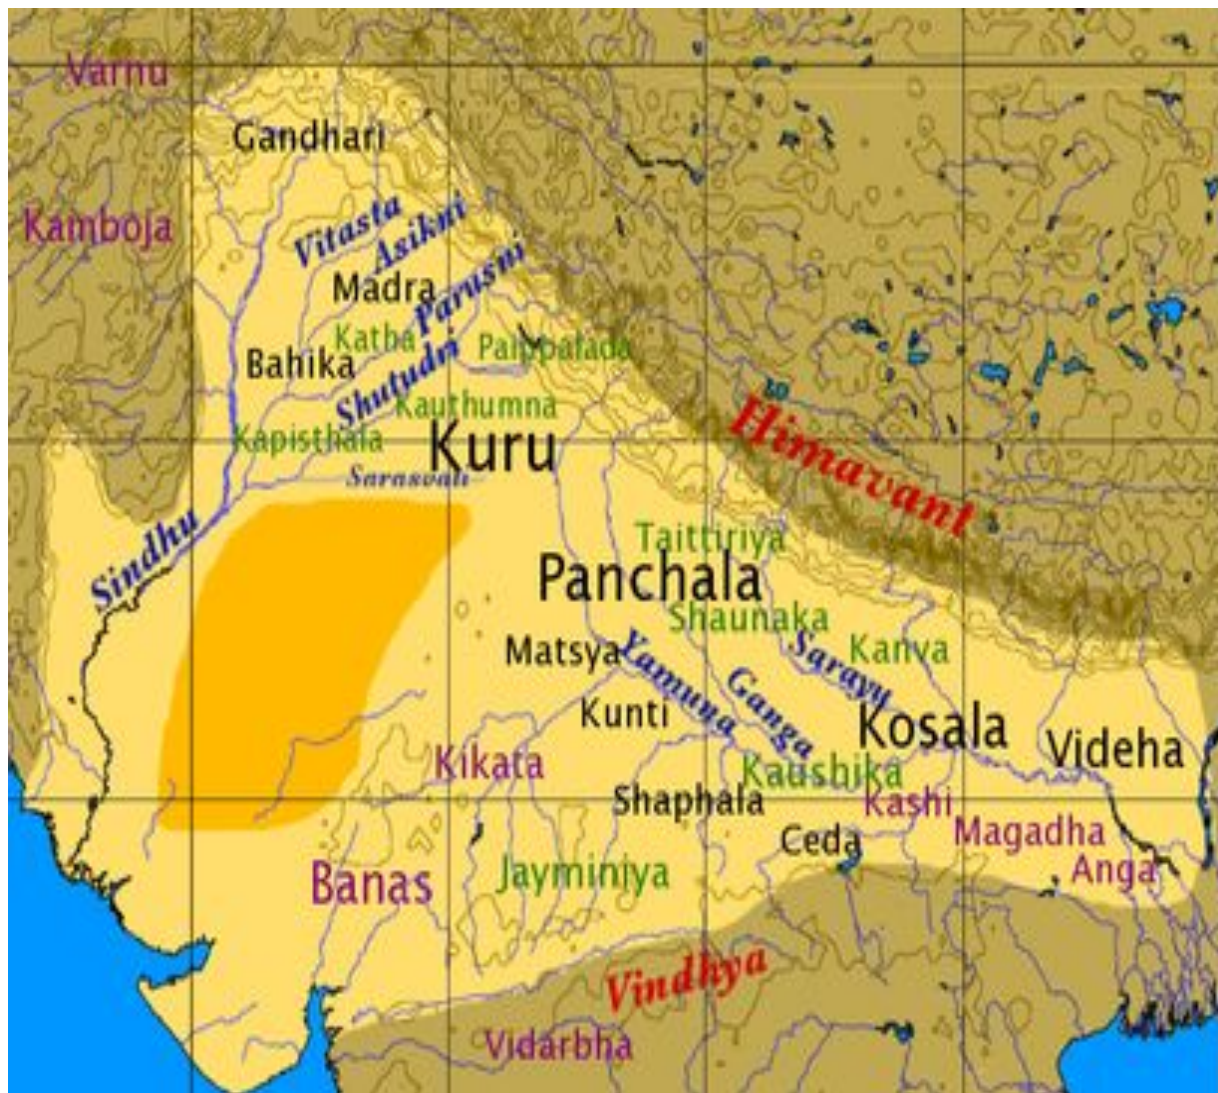 Varnu
Gandhari
Kamboja
Vitasta
Asikni
Parusni
Madra
Katha
Paippalada
Bahika
Shutudri
Kauthumna
Kapisthala
Kuru
Himavant
Sarasvati
Sindhu
Taittiriya
Panchala
Shaunaka
Matsya
Yamuna
Sarayu
Kanva
Kunti
Ganga
Kosala
Videha
Kikata
Kaushika
Shaphala
Kashi
Ceda
Magadha
Banas
Jayminiya
Anga
Vindhya
Vidarbha